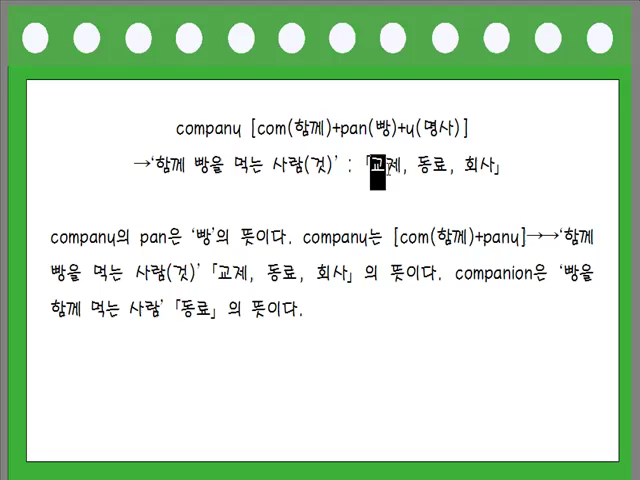 company [com(함께)+pan(빵)+y(명사)]
→‘함께 빵을 먹는 사람(것)’ : 「교제, 동료, 회사」
company의 pan은 ‘빵’의 뜻이다. company는 [com(함께)+pany]→→‘함께
빵을 먹는 사람(것)’「교제, 동료, 회사」의 뜻이다. companion은 ‘빵을
함께 먹는 사람’「동료」의 뜻이다.